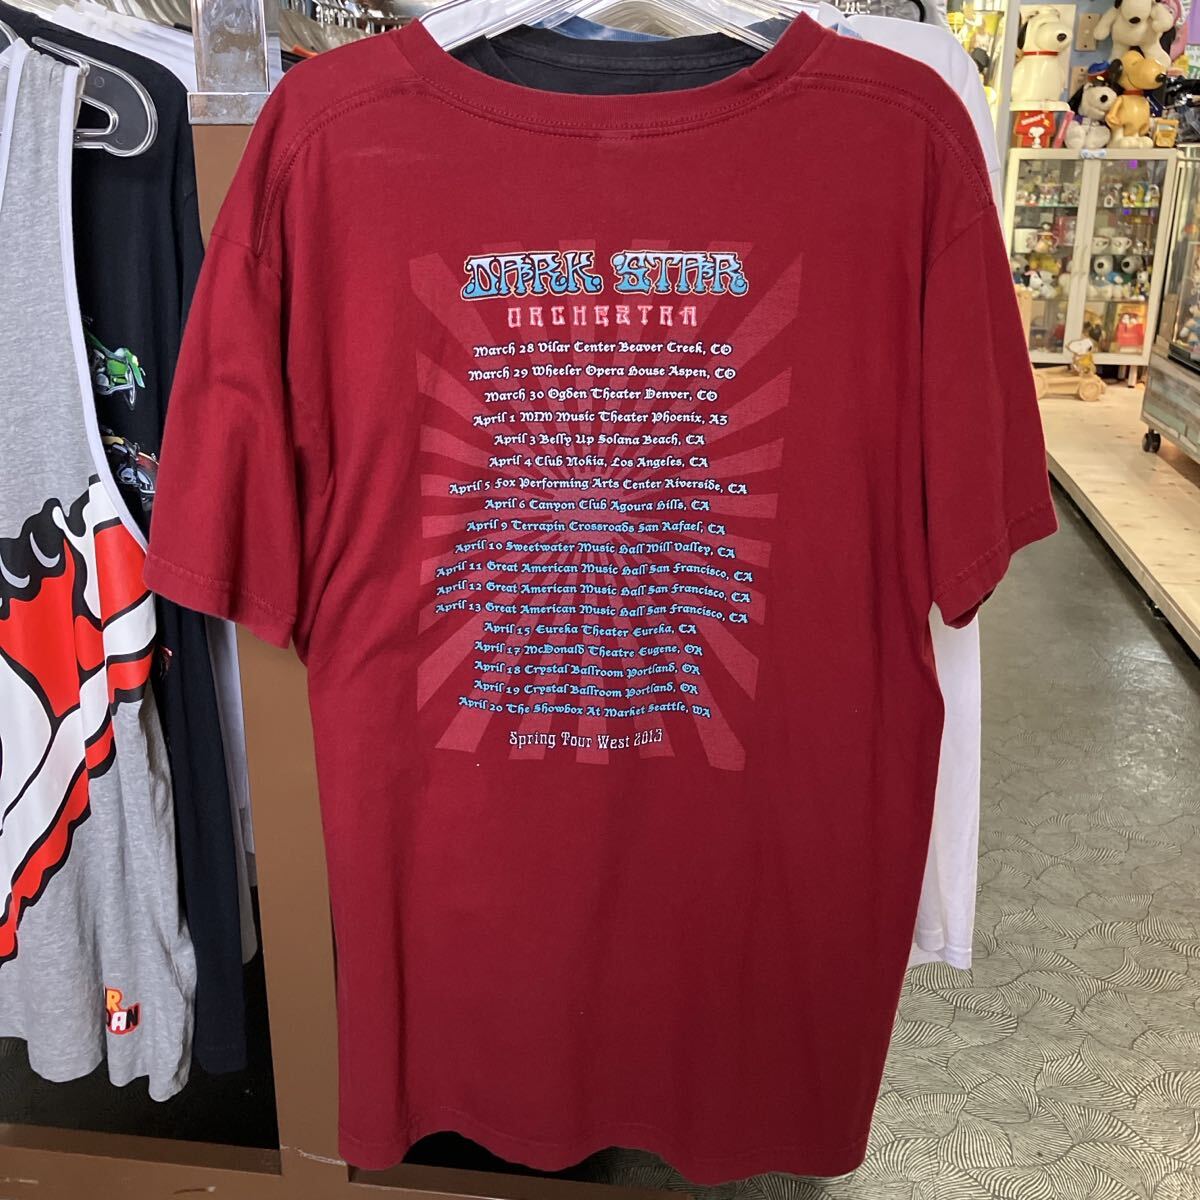 DARK STAR
ORCHESTRA
March 28 Vilar Center Beaver Creek, CO
March 29 Wheeler Opera House Aspen, CO
March 30 Ogden Theater Denver, CO
April 1 MIM Music Theater Phoenix, AZ
April 3 Belly Up Solana Beach, CA
April 4 Club Nokia, Los Angeles, CA
April 5 Fox Performing Arts Center Riverside, CA
April 6 Canyon Club Agoura Hills, CA
April 9 Terrapin Crossroads San Rafael, CA
April 10 Sweetwater Music Hall Mill Valley, CA
April 11 Great American Music Hall San Francisco, CA
April 12 Great American Music Hall San Francisco, CA
April 13 Great American Music Hall San Francisco, CA
April 15 Eureka Theater Eureka, CA
April 17 McDonald Theatre Eugene, OR
April 18 Crystal Ballroom Portland, OR
April 19 Crystal Ballroom Portland, OR
April 20 The Showbox At Market Seattle, WA
Spring Tour West 2013